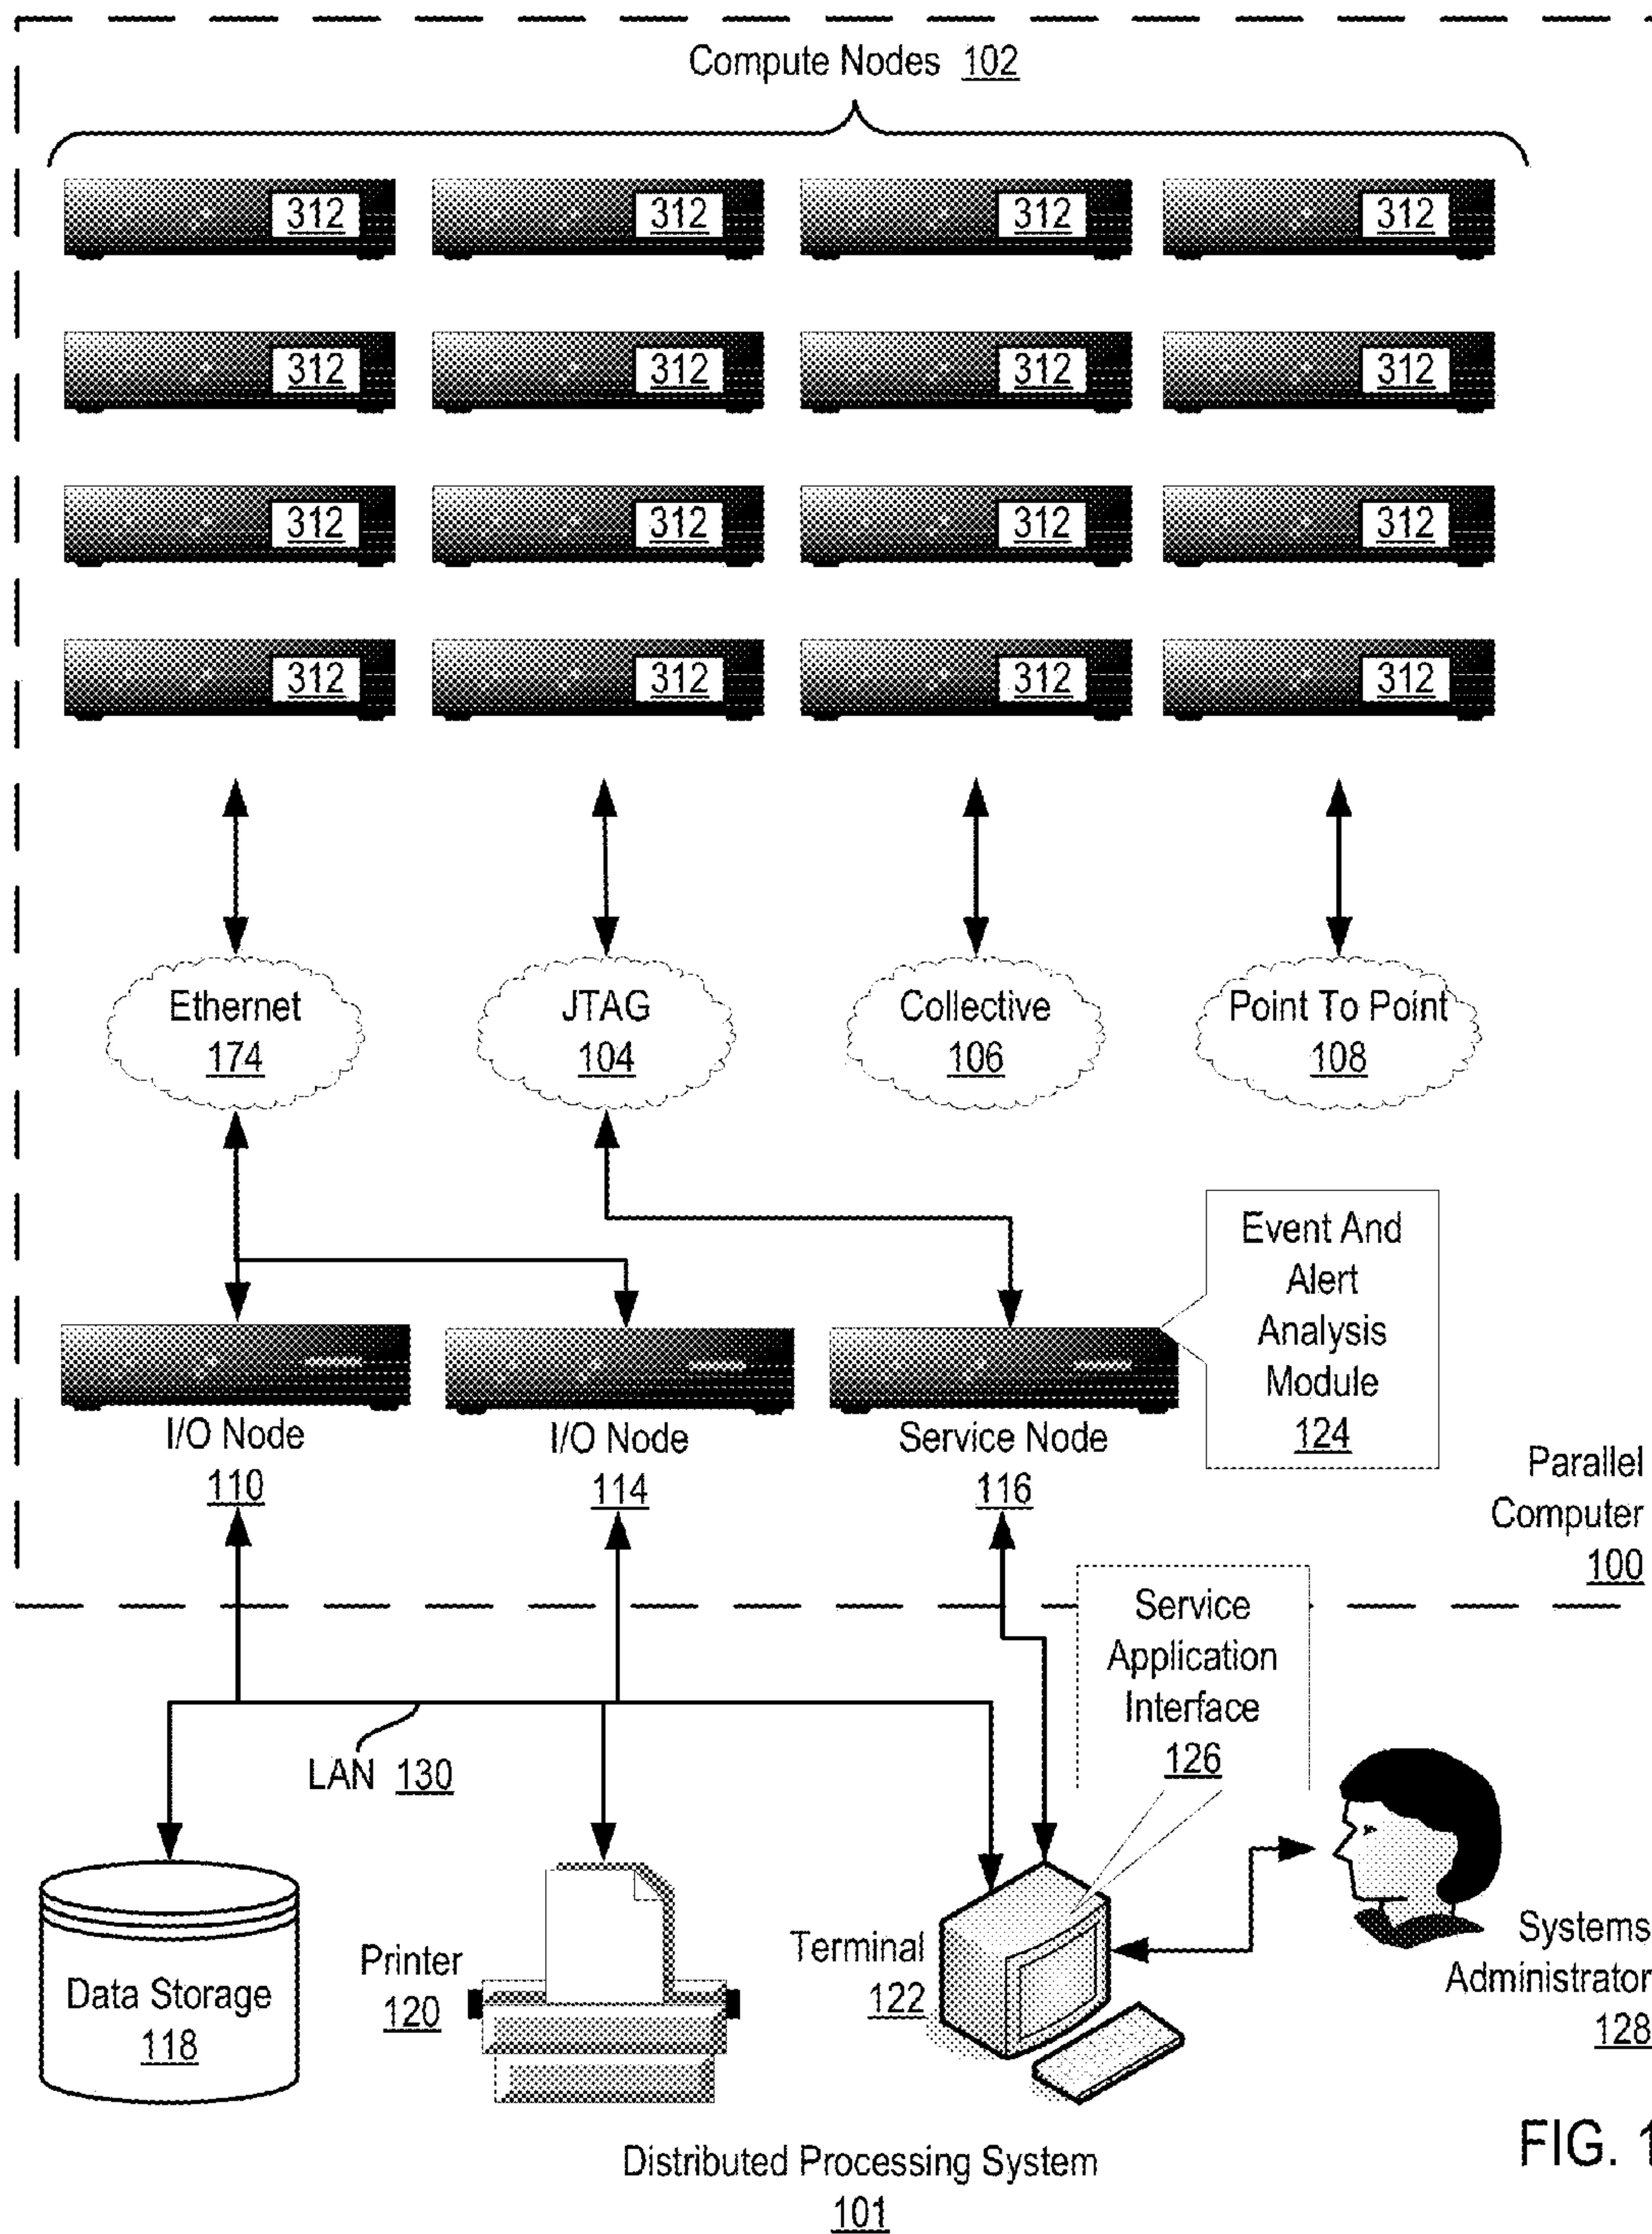 Compute Nodes 102
312 312 312 312
312 312 312 312
312 312 312 312
312 312 312 312
Ethernet
174
JTAG
104
Collective
106
Point To Point
108
Event And
Alert
Analysis
Module
124
I/O Node
110
I/O Node
114
Service Node
116
Parallel
Computer
100
Service
Application
Interface
126
LAN 130
Data Storage
118
Printer
120
Terminal
122
Systems
Administrator
128
Distributed Processing System
101
FIG. 1